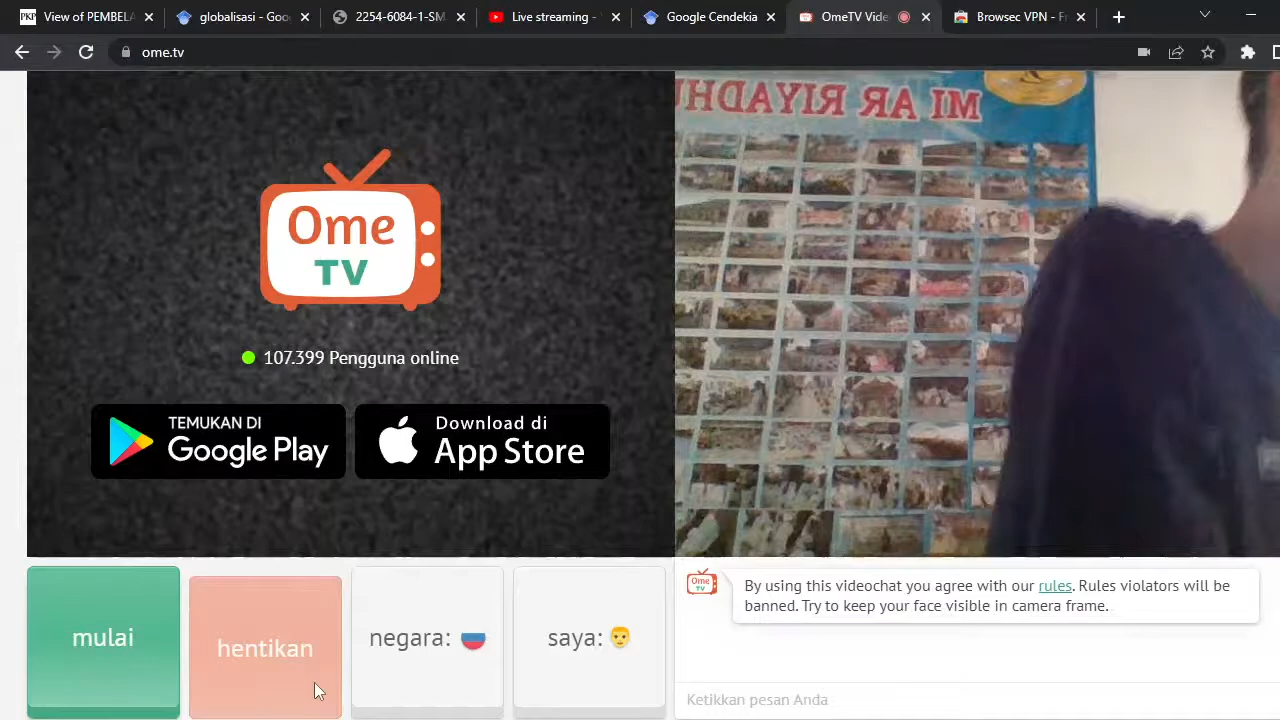 View of PEMBELA
globalisasi - Goo
2254-6084-1-SM.
Live streaming -
Google Cendekia
OmeTV Vide
Browsec VPN - Fr
ome.tv
Ome
TV
107.399 Pengguna online
TEMUKAN DI
Google Play
Download di
App Store
MI AR RIYADHU
mulai
hentikan
negara:
saya:
By using this videochat you agree with our rules. Rules violators will be
banned. Try to keep your face visible in camera frame.
Ketikkan pesan Anda